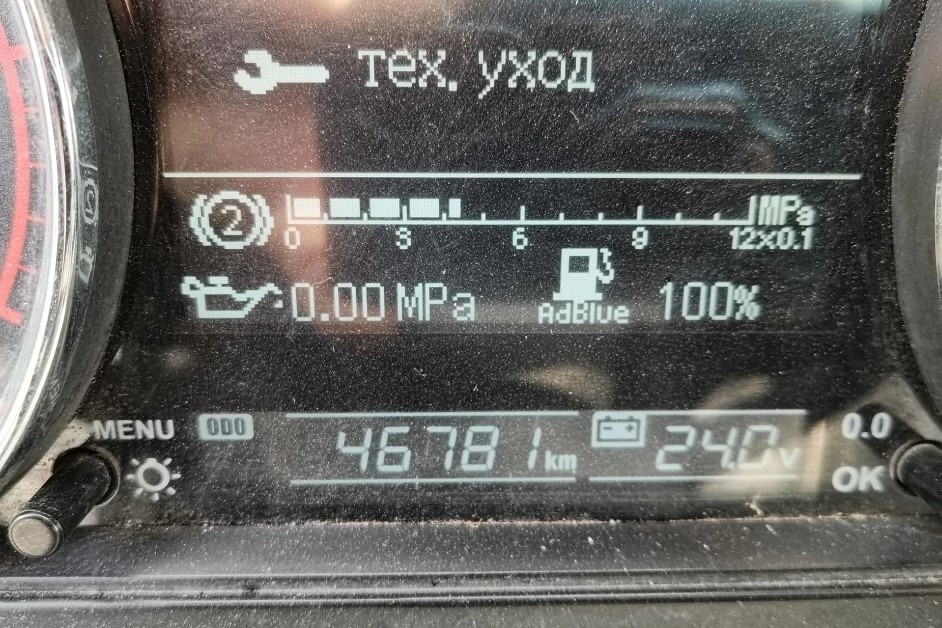 тех. уход
2 MPa
0 3 6 9 12x0.1
0.00 MPa AdBlue 100%
MENU ODO 46781 km 24.0 V 0.0
OK